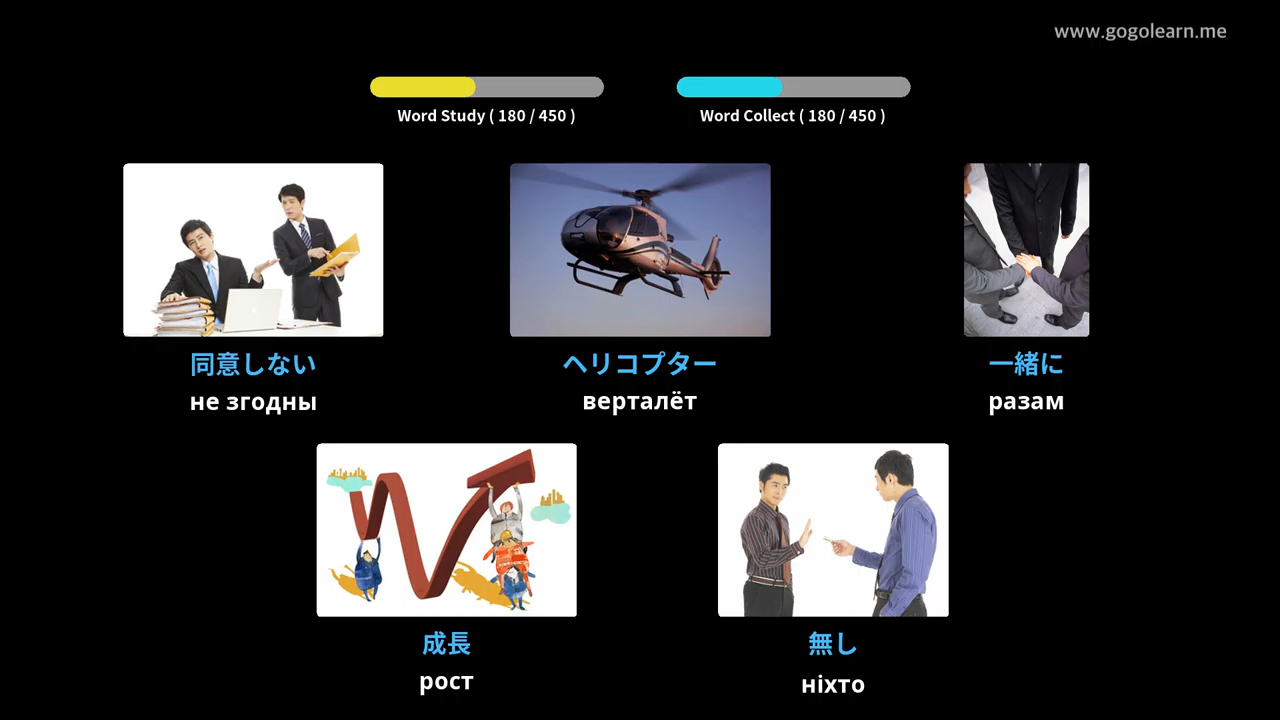 www.gogolearn.me
Word Study ( 180 / 450 )
Word Collect ( 180 / 450 )
同意しない
не згодны
ヘリコプター
верталёт
一緒に
разам
成長
рост
無し
ніхто